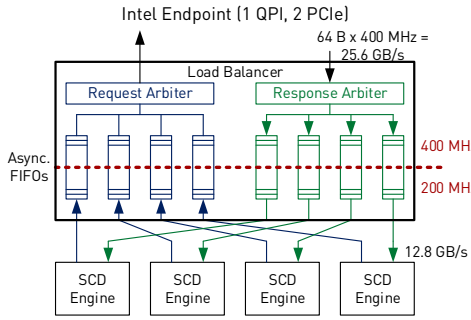 Intel Endpoint (1 QPI, 2 PCIe)
64 B x 400 MHz =
25.6 GB/s
Load Balancer
Request Arbiter
Response Arbiter
Async.
FIFOs
400 MH
200 MH
12.8 GB/s
SCD
Engine
SCD
Engine
SCD
Engine
SCD
Engine